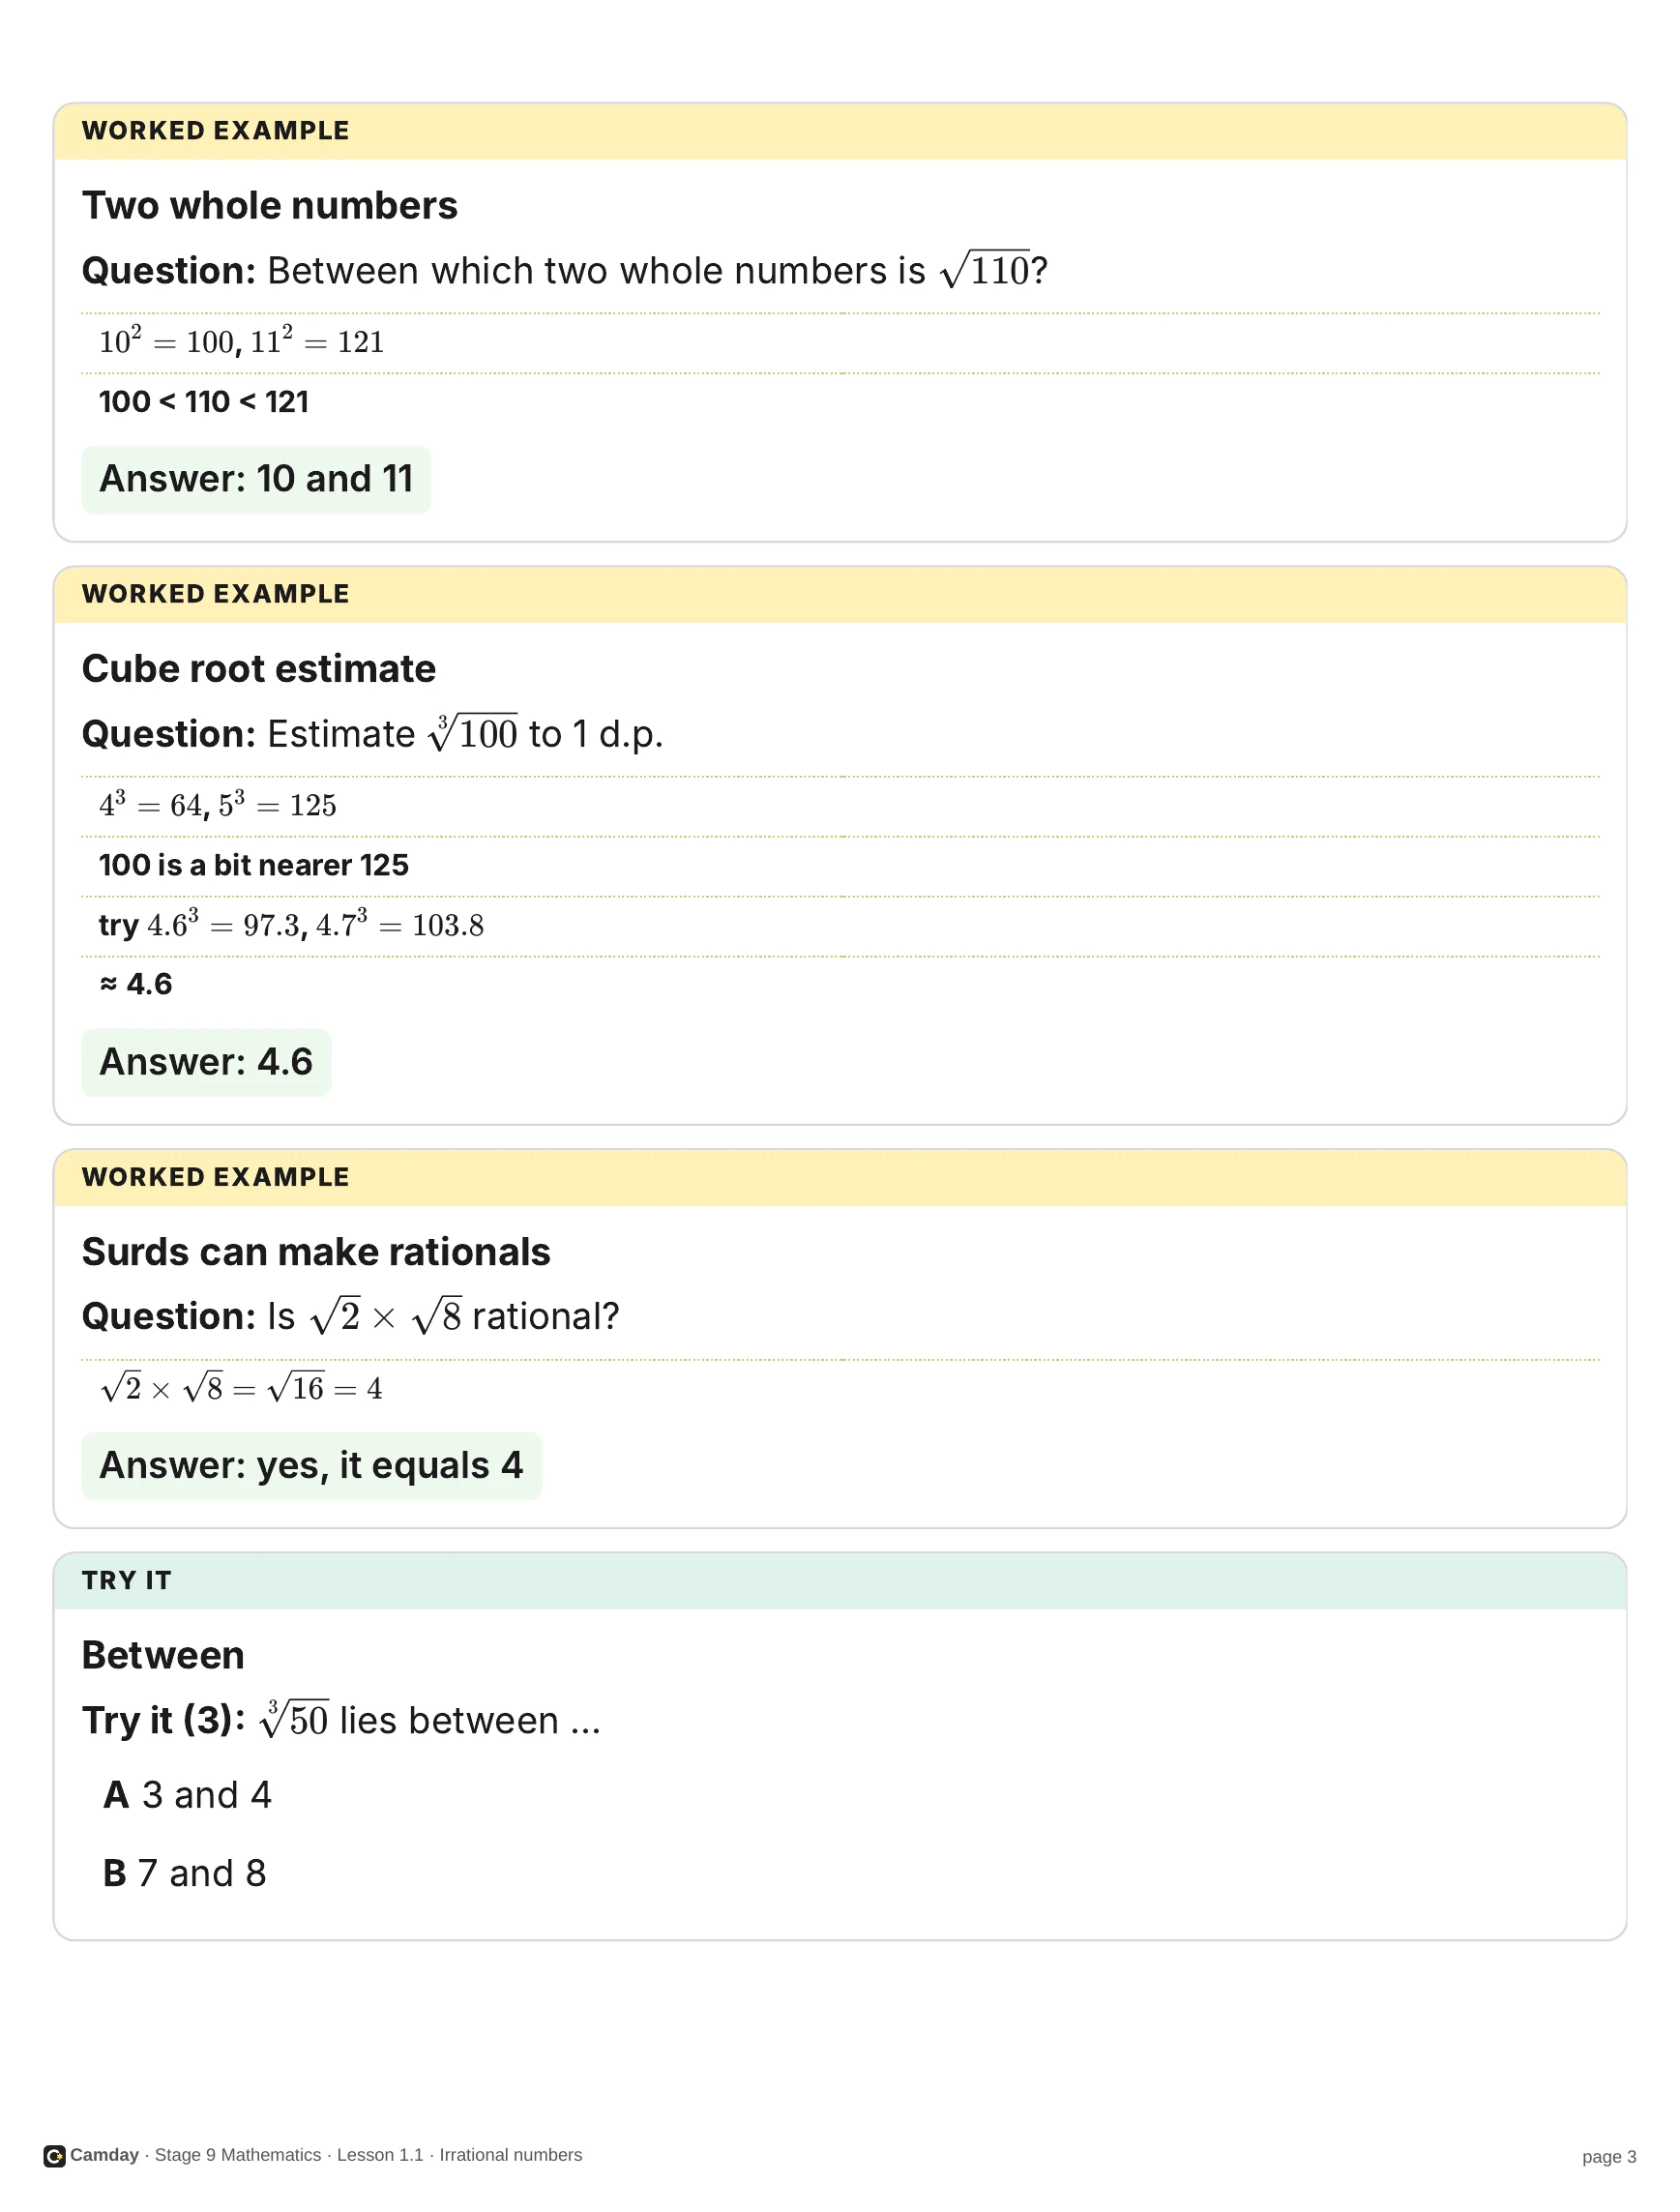 WORKED EXAMPLE
Two whole numbers
Question: Between which two whole numbers is √110?
10² = 100, 11² = 121
100 < 110 < 121
Answer: 10 and 11
WORKED EXAMPLE
Cube root estimate
Question: Estimate ∛100 to 1 d.p.
4³ = 64, 5³ = 125
100 is a bit nearer 125
try 4.6³ = 97.3, 4.7³ = 103.8
≈ 4.6
Answer: 4.6
WORKED EXAMPLE
Surds can make rationals
Question: Is √2 × √8 rational?
√2 × √8 = √16 = 4
Answer: yes, it equals 4
TRY IT
Between
Try it (3): ∛50 lies between ...
A 3 and 4
B 7 and 8
Camday · Stage 9 Mathematics · Lesson 1.1 · Irrational numbers
page 3